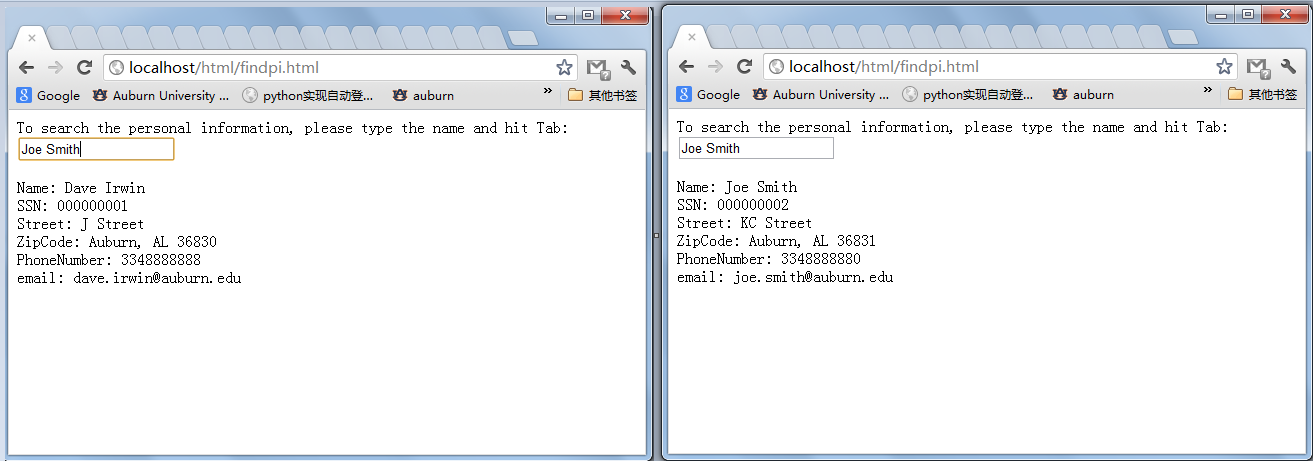 localhost/html/findpi.html
Google Auburn University ... python实现自动登... auburn » 其他书签
To search the personal information, please type the name and hit Tab:
Joe Smith
Name: Dave Irwin
SSN: 000000001
Street: J Street
ZipCode: Auburn, AL 36830
PhoneNumber: 3348888888
email: dave.irwin@auburn.edu
localhost/html/findpi.html
Google Auburn University ... python实现自动登... auburn » 其他书签
To search the personal information, please type the name and hit Tab:
Joe Smith
Name: Joe Smith
SSN: 000000002
Street: KC Street
ZipCode: Auburn, AL 36831
PhoneNumber: 3348888880
email: joe.smith@auburn.edu